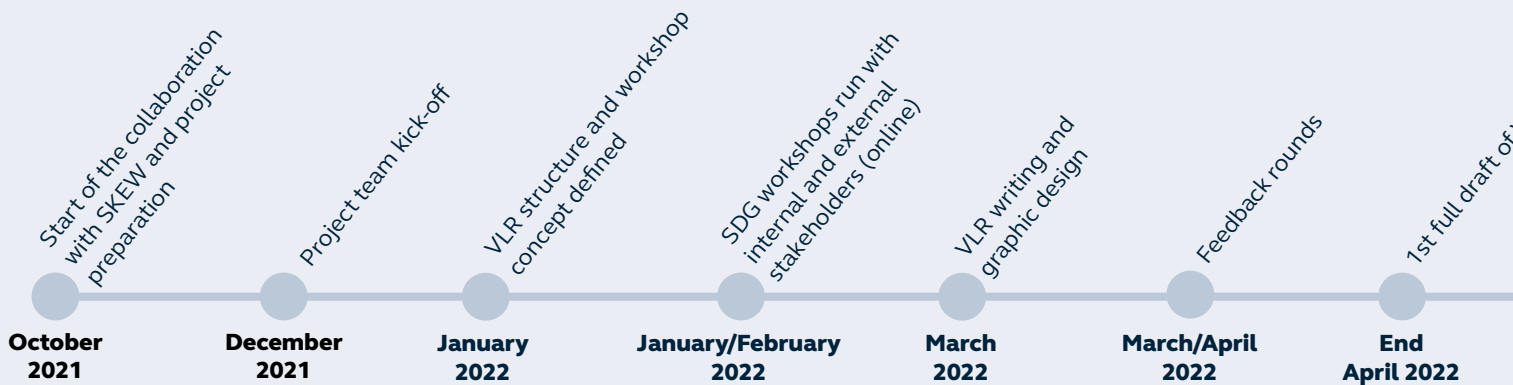 Start of the collaboration
with SKEW and project
preparation
October
2021
Project team kick-off
December
2021
VLR structure and workshop
concept defined
January
2022
SDG workshops run with
internal and external
stakeholders (online)
January/February
2022
VLR writing and
graphic design
March
2022
Feedback rounds
March/April
2022
1st full draft of
End
April 2022